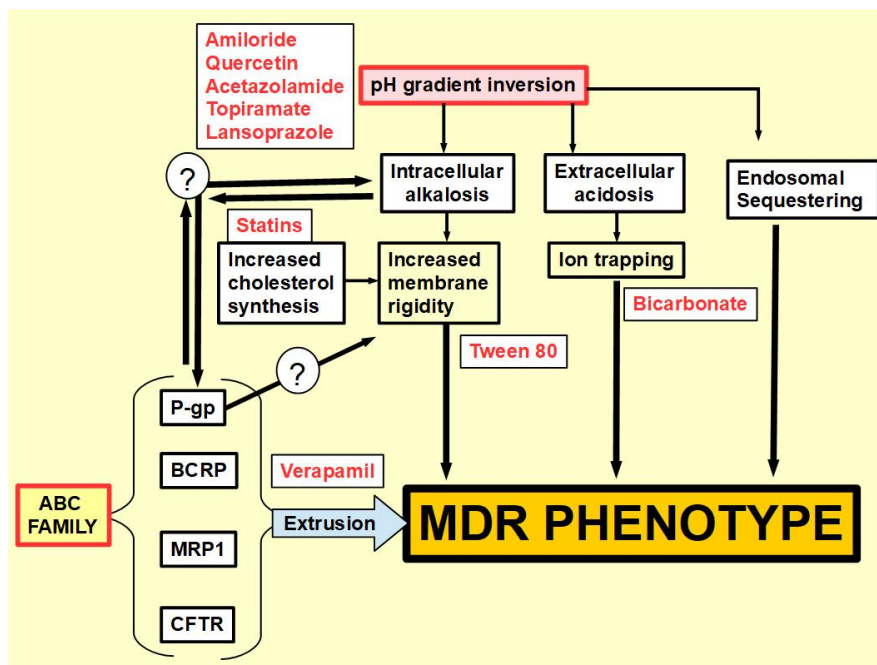 Amiloride
Quercetin
Acetazolamide
Topiramate
Lansoprazole
pH gradient inversion
?
Intracellular
alkalosis
Extracellular
acidosis
Endosomal
Sequestering
Statins
Increased
cholesterol
synthesis
Increased
membrane
rigidity
Ion trapping
Bicarbonate
Tween 80
?
P-gp
BCRP
MRP1
CFTR
ABC
FAMILY
Verapamil
Extrusion
MDR PHENOTYPE